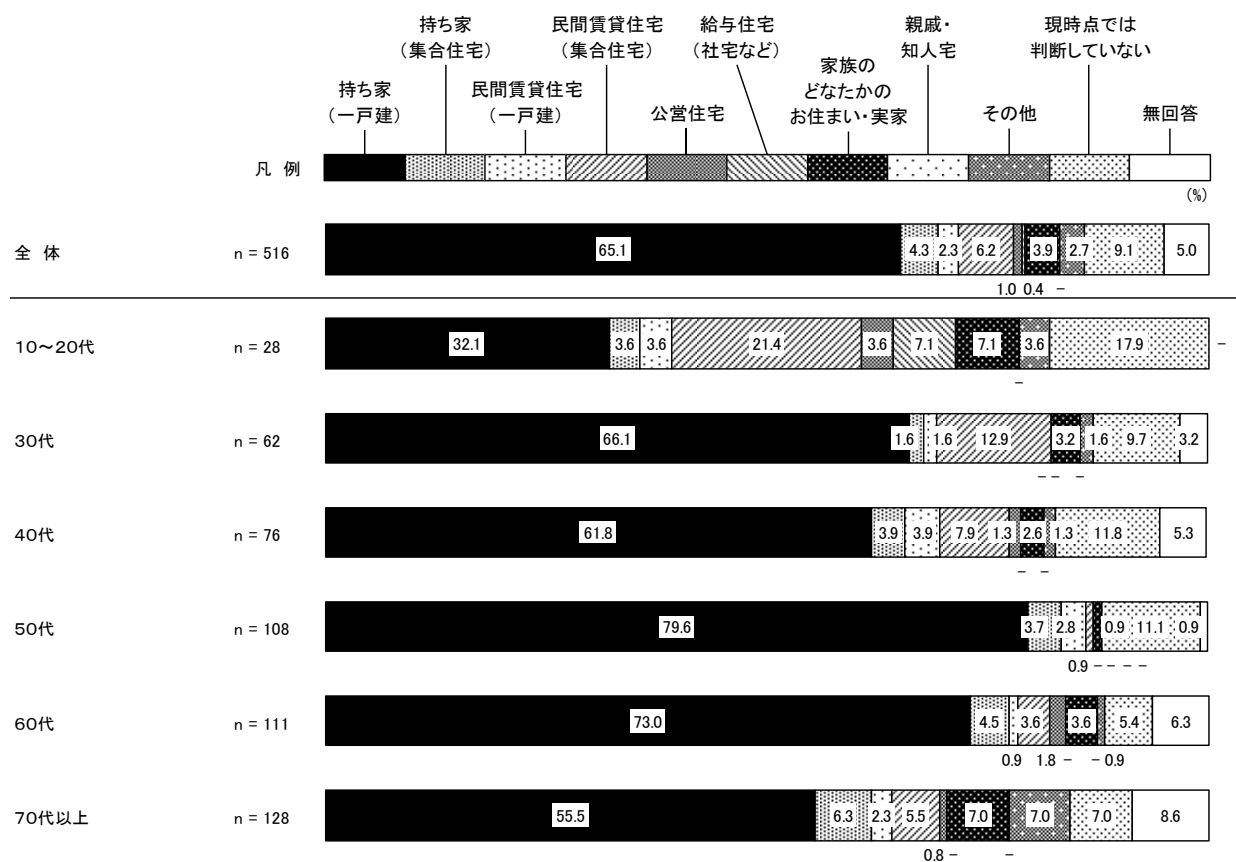 持ち家
（集合住宅）
民間賃貸住宅
（集合住宅）
給与住宅
（社宅など）
親戚・
知人宅
現時点では
判断していない
持ち家
（一戸建）
民間賃貸住宅
（一戸建）
公営住宅
家族の
どなたかの
お住まい・実家
その他
無回答
凡 例
(%)
全 体 n = 516 65.1 4.3 2.3 6.2 3.9 2.7 9.1 5.0
1.0 0.4 －
10～20代 n = 28 32.1 3.6 3.6 21.4 3.6 7.1 7.1 3.6 17.9 －
－
30代 n = 62 66.1 1.6 1.6 12.9 3.2 1.6 9.7 3.2
－－ －
40代 n = 76 61.8 3.9 3.9 7.9 1.3 2.6 1.3 11.8 5.3
－ －
50代 n = 108 79.6 3.7 2.8 0.9 11.1 0.9
0.9 －－－－
60代 n = 111 73.0 4.5 3.6 3.6 5.4 6.3
0.9 1.8 － －0.9
70代以上 n = 128 55.5 6.3 2.3 5.5 7.0 7.0 7.0 8.6
0.8 － －